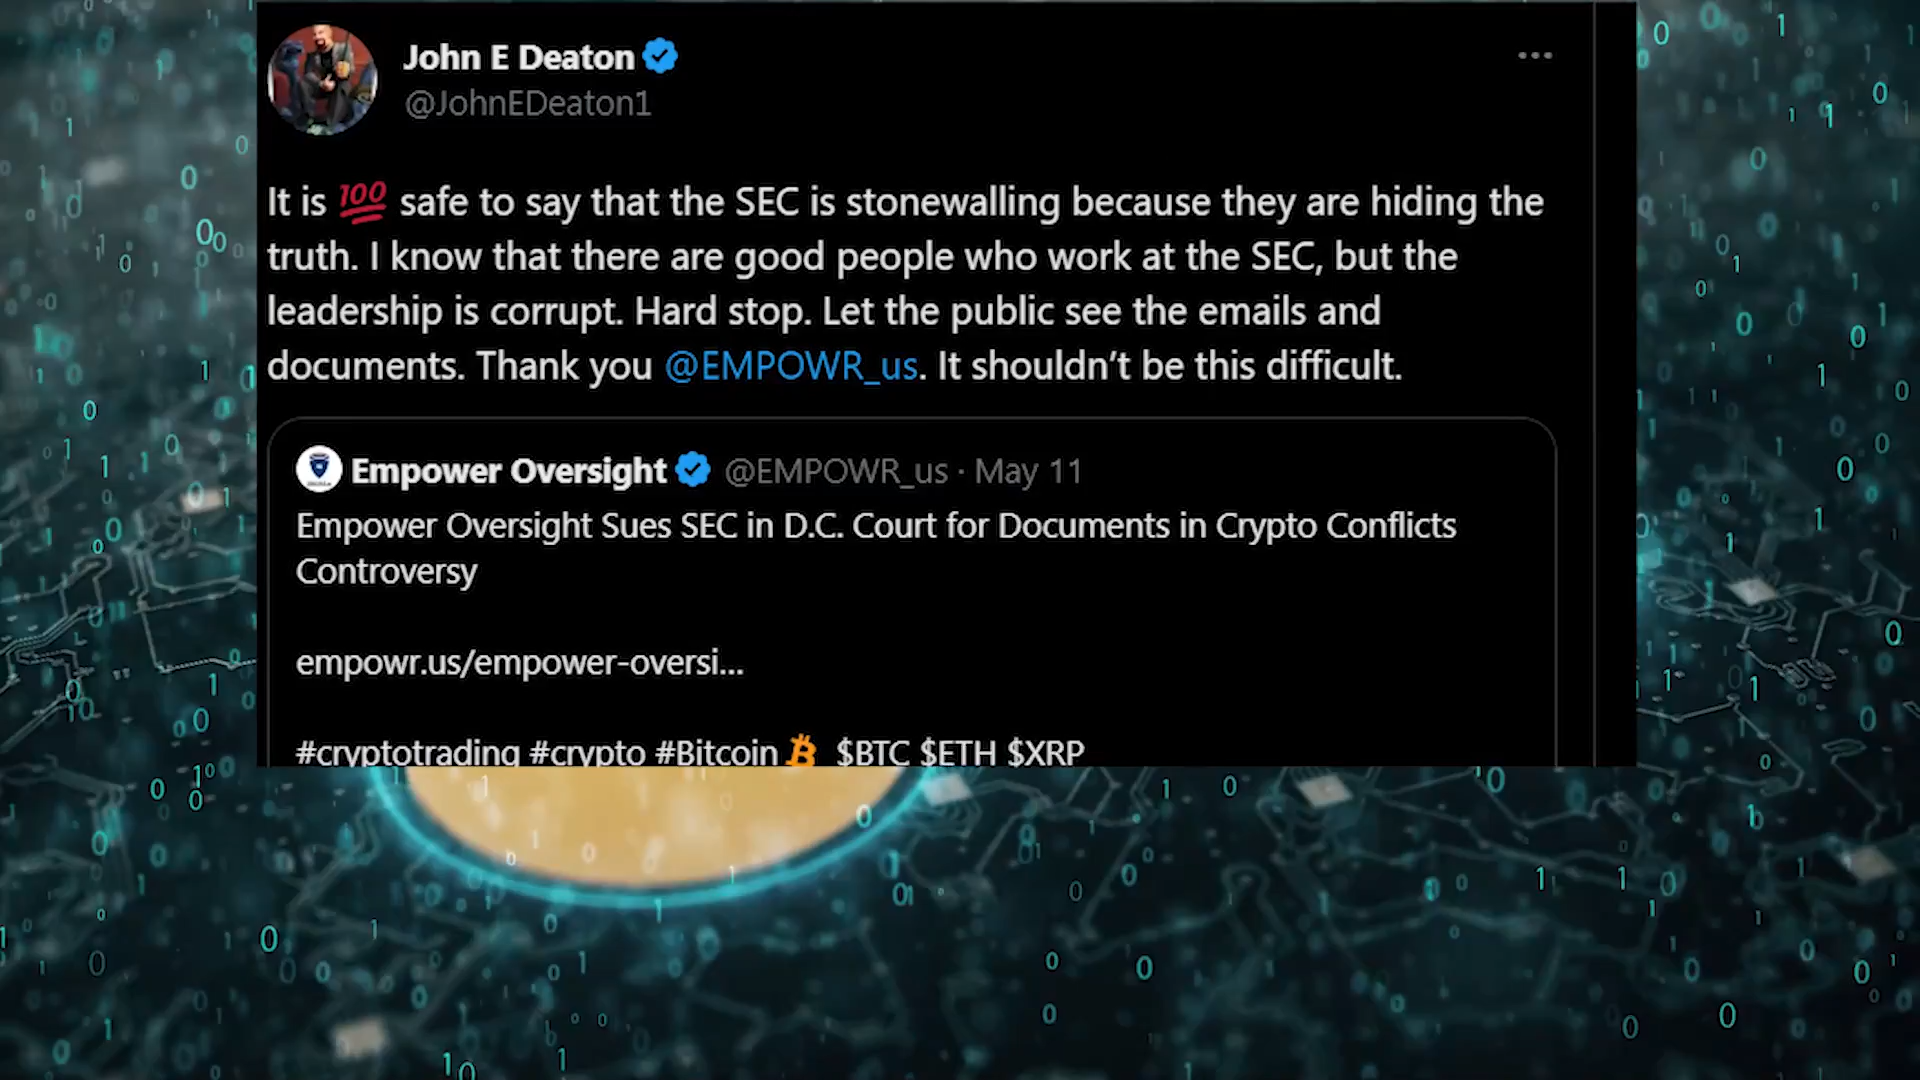 John E Deaton
@JohnEDeaton1
It is 💯 safe to say that the SEC is stonewalling because they are hiding the
truth. I know that there are good people who work at the SEC, but the
leadership is corrupt. Hard stop. Let the public see the emails and
documents. Thank you @EMPOWR_us. It shouldn’t be this difficult.
Empower Oversight @EMPOWR_us · May 11
Empower Oversight Sues SEC in D.C. Court for Documents in Crypto Conflicts
Controversy
empowr.us/empower-oversi...
#cryptotrading #crypto #Bitcoin $BTC $ETH $XRP